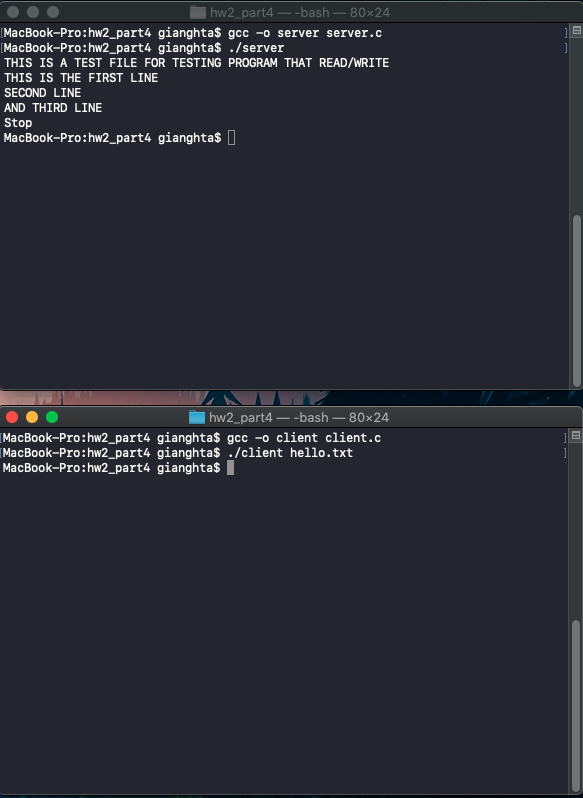 hw2_part4 — -bash — 80×24
[MacBook-Pro:hw2_part4 gianghta$ gcc -o server server.c ]
[MacBook-Pro:hw2_part4 gianghta$ ./server ]
THIS IS A TEST FILE FOR TESTING PROGRAM THAT READ/WRITE
THIS IS THE FIRST LINE
SECOND LINE
AND THIRD LINE
Stop
MacBook-Pro:hw2_part4 gianghta$
hw2_part4 — -bash — 80×24
[MacBook-Pro:hw2_part4 gianghta$ gcc -o client client.c ]
[MacBook-Pro:hw2_part4 gianghta$ ./client hello.txt ]
MacBook-Pro:hw2_part4 gianghta$